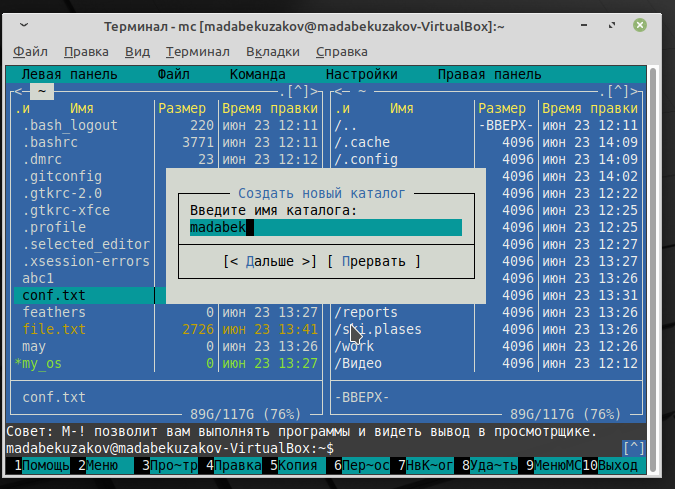 Терминал - mc [madabekuzakov@madabekuzakov-VirtualBox]:~
Файл Правка Вид Терминал Вкладки Справка
Левая панель Файл Команда Настройки Правая панель
<─ ~ .[^]> <─ ~ .[^]>
.и Имя Размер Время правки .и Имя Размер Время правки
.bash_logout 220 июн 23 12:11 /.. -ВВЕРХ- июн 23 12:11
.bashrc 3771 июн 23 12:11 /.cache 4096 июн 23 14:09
.dmrc 23 июн 23 12:12 /.config 4096 июн 23 14:09
.gitconfig 4096 июн 23 14:02
.gtkrc-2.0 Создать новый каталог 4096 июн 23 12:22
.gtkrc-xfce Введите имя каталога: 4096 июн 23 12:25
.profile madabek 4096 июн 23 12:25
.selected_editor 4096 июн 23 12:27
.xsession-errors [< Дальше >] [ Прервать ] 4096 июн 23 13:27
abc1 4096 июн 23 12:25
conf.txt 4096 июн 23 13:31
feathers 0 июн 23 13:27 /reports 4096 июн 23 13:26
file.txt 2726 июн 23 13:41 /ski.plases 4096 июн 23 13:26
may 0 июн 23 13:26 /work 4096 июн 23 13:26
*my_os 0 июн 23 13:27 /Видео 4096 июн 23 12:12
conf.txt -ВВЕРХ-
89G/117G (76%) 89G/117G (76%)
Совет: M-! позволит вам выполнять программы и видеть вывод в просмотрщике.
madabekuzakov@madabekuzakov-VirtualBox:~$ [^]
1Помощь 2Меню 3Про~тр 4Правка 5Копия 6Пер~ос 7НвК~ог 8Уда~ть 9МенюMC 10Выход